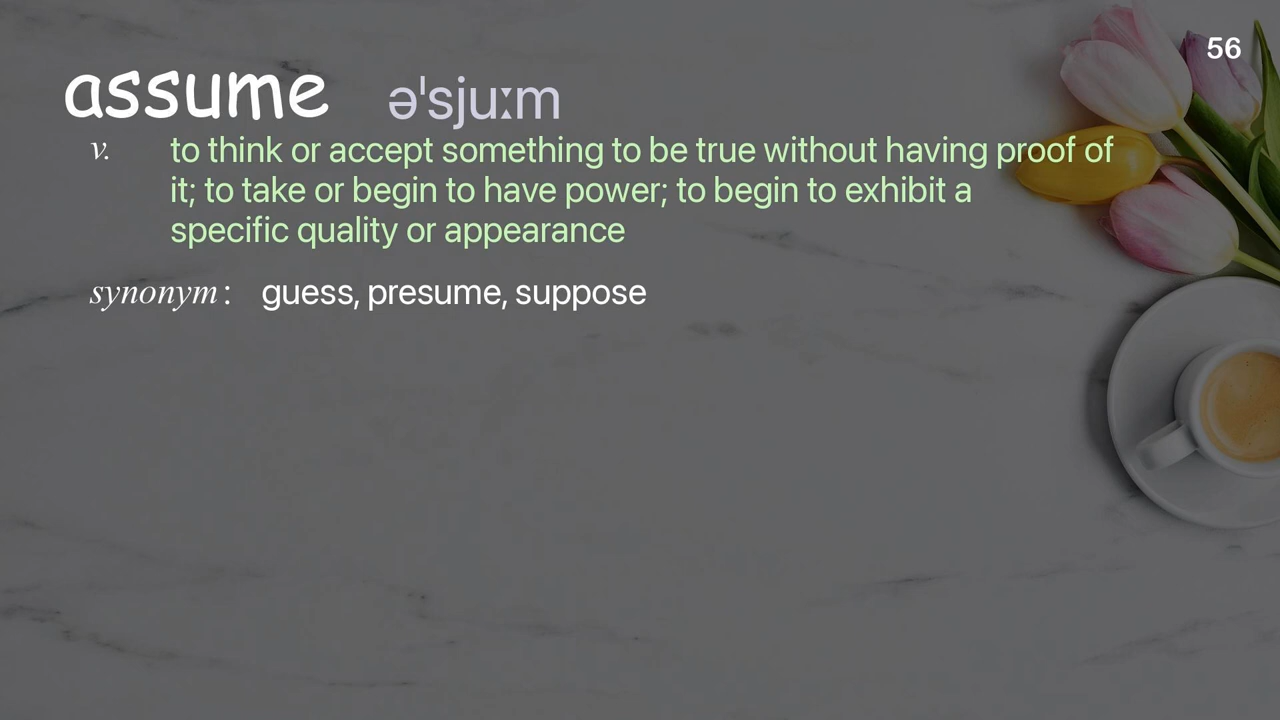 56
assume əˈsjuːm
v. to think or accept something to be true without having proof of
it; to take or begin to have power; to begin to exhibit a
specific quality or appearance
synonym: guess, presume, suppose